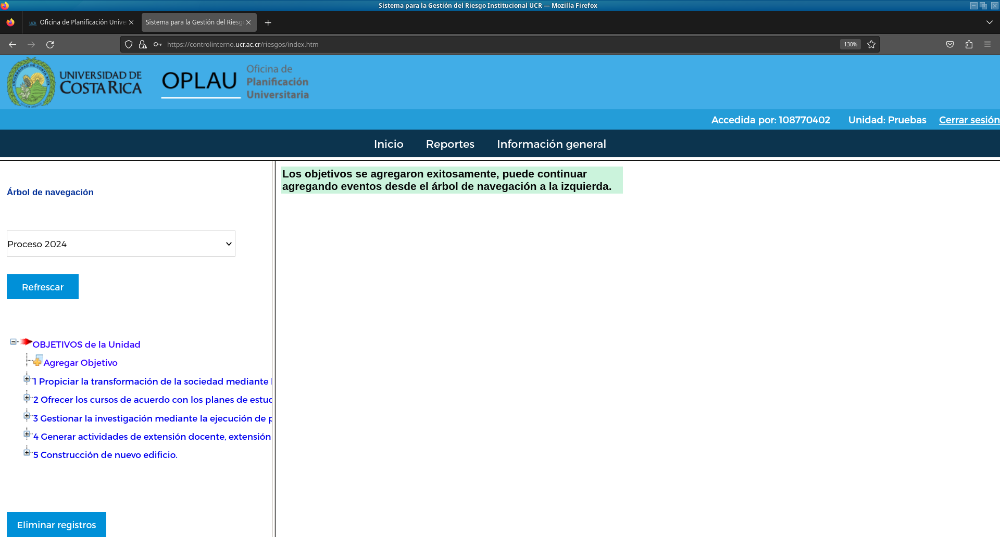 Sistema para la Gestión del Riesgo Institucional UCR — Mozilla Firefox
UCR Oficina de Planificación Unive
Sistema para la Gestión del Riesg
https://controlinterno.ucr.ac.cr/riesgos/index.htm
130%
UNIVERSIDAD DE
COSTA RICA
OPLAU
Oficina de
Planificación
Universitaria
Accedida por: 108770402 Unidad: Pruebas Cerrar sesión
Inicio Reportes Información general
Árbol de navegación
Proceso 2024
Refrescar
OBJETIVOS de la Unidad
Agregar Objetivo
1 Propiciar la transformación de la sociedad mediante
2 Ofrecer los cursos de acuerdo con los planes de estud
3 Gestionar la investigación mediante la ejecución de p
4 Generar actividades de extensión docente, extensión
5 Construcción de nuevo edificio.
Eliminar registros
Los objetivos se agregaron exitosamente, puede continuar
agregando eventos desde el árbol de navegación a la izquierda.